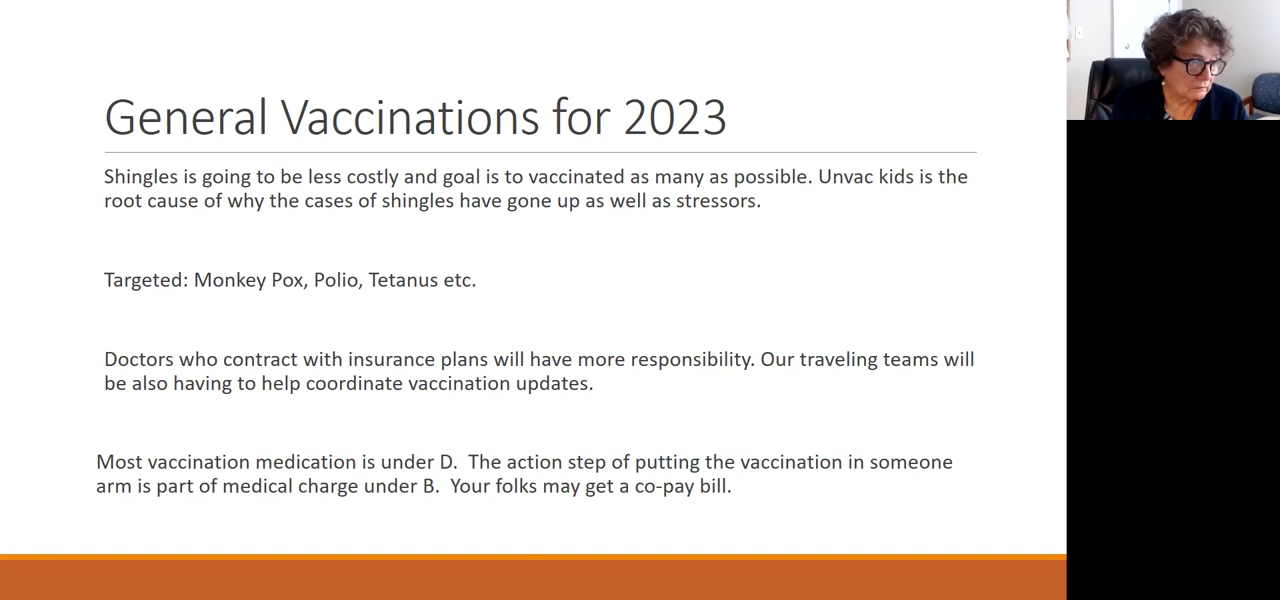 General Vaccinations for 2023
Shingles is going to be less costly and goal is to vaccinated as many as possible. Unvac kids is the
root cause of why the cases of shingles have gone up as well as stressors.
Targeted: Monkey Pox, Polio, Tetanus etc.
Doctors who contract with insurance plans will have more responsibility. Our traveling teams will
be also having to help coordinate vaccination updates.
Most vaccination medication is under D. The action step of putting the vaccination in someone
arm is part of medical charge under B. Your folks may get a co-pay bill.